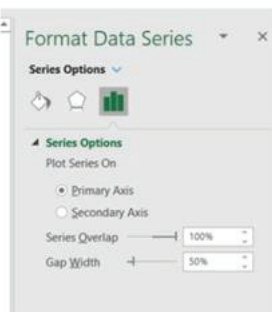 Format Data Series
Series Options
Series Options
Plot Series On
Primary Axis
Secondary Axis
Series Overlap 100%
Gap Width 50%